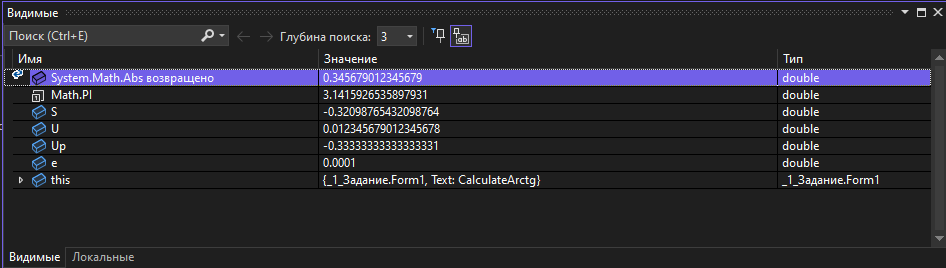 Видимые
Поиск (Ctrl+E) Глубина поиска: 3
Имя Значение Тип
System.Math.Abs возвращено 0.345679012345679 double
Math.PI 3.1415926535897931 double
S -0.32098765432098764 double
U 0.012345679012345678 double
Up -0.33333333333333331 double
e 0.0001 double
this {_1_Задание.Form1, Text: CalculateArctg} _1_Задание.Form1
Видимые Локальные